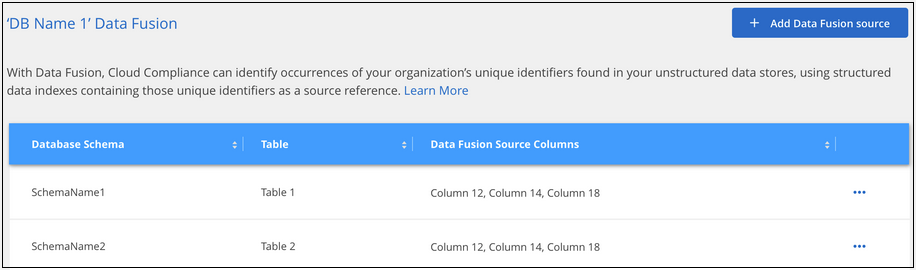 ‘DB Name 1’ Data Fusion
+ Add Data Fusion source
With Data Fusion, Cloud Compliance can identify occurrences of your organization’s unique identifiers found in your unstructured data stores, using structured
data indexes containing those unique identifiers as a source reference. Learn More
Database Schema Table Data Fusion Source Columns
SchemaName1 Table 1 Column 12, Column 14, Column 18
SchemaName2 Table 2 Column 12, Column 14, Column 18